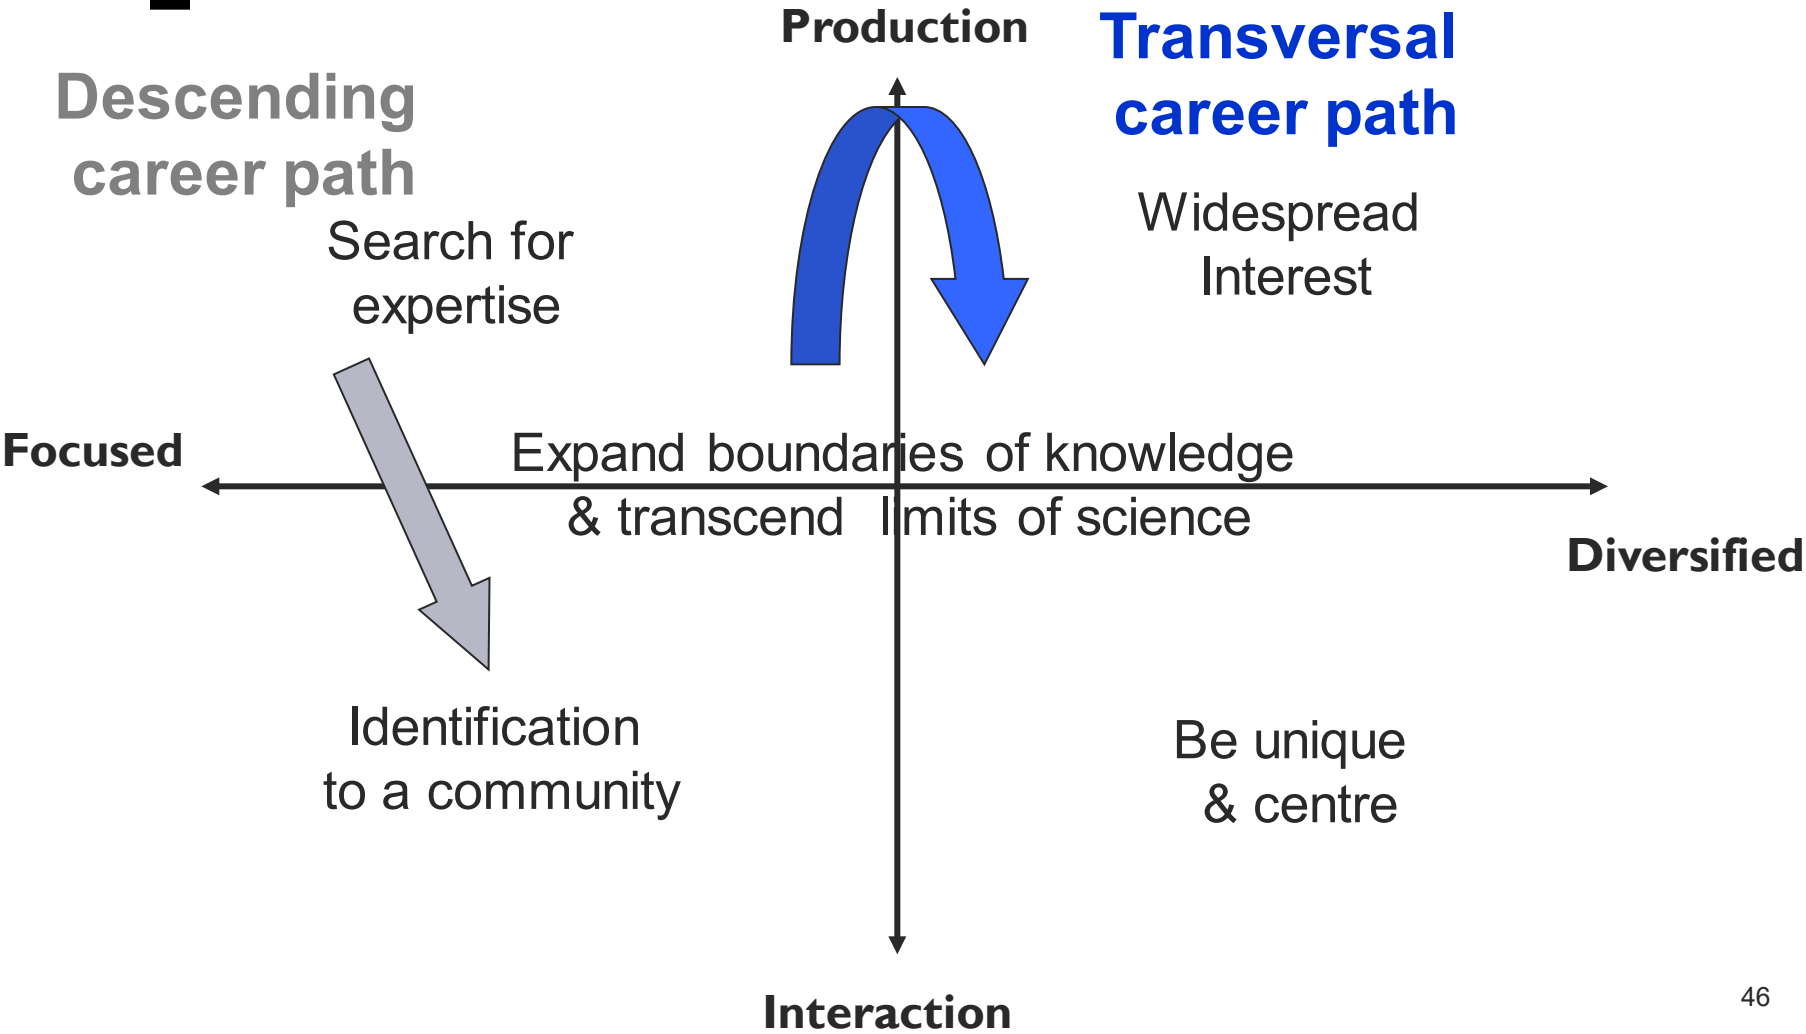 Production
Transversal
career path
Descending
career path
Widespread
Interest
Search for
expertise
Focused
Expand boundaries of knowledge
& transcend limits of science
Diversified
Identification
to a community
Be unique
& centre
Interaction
46